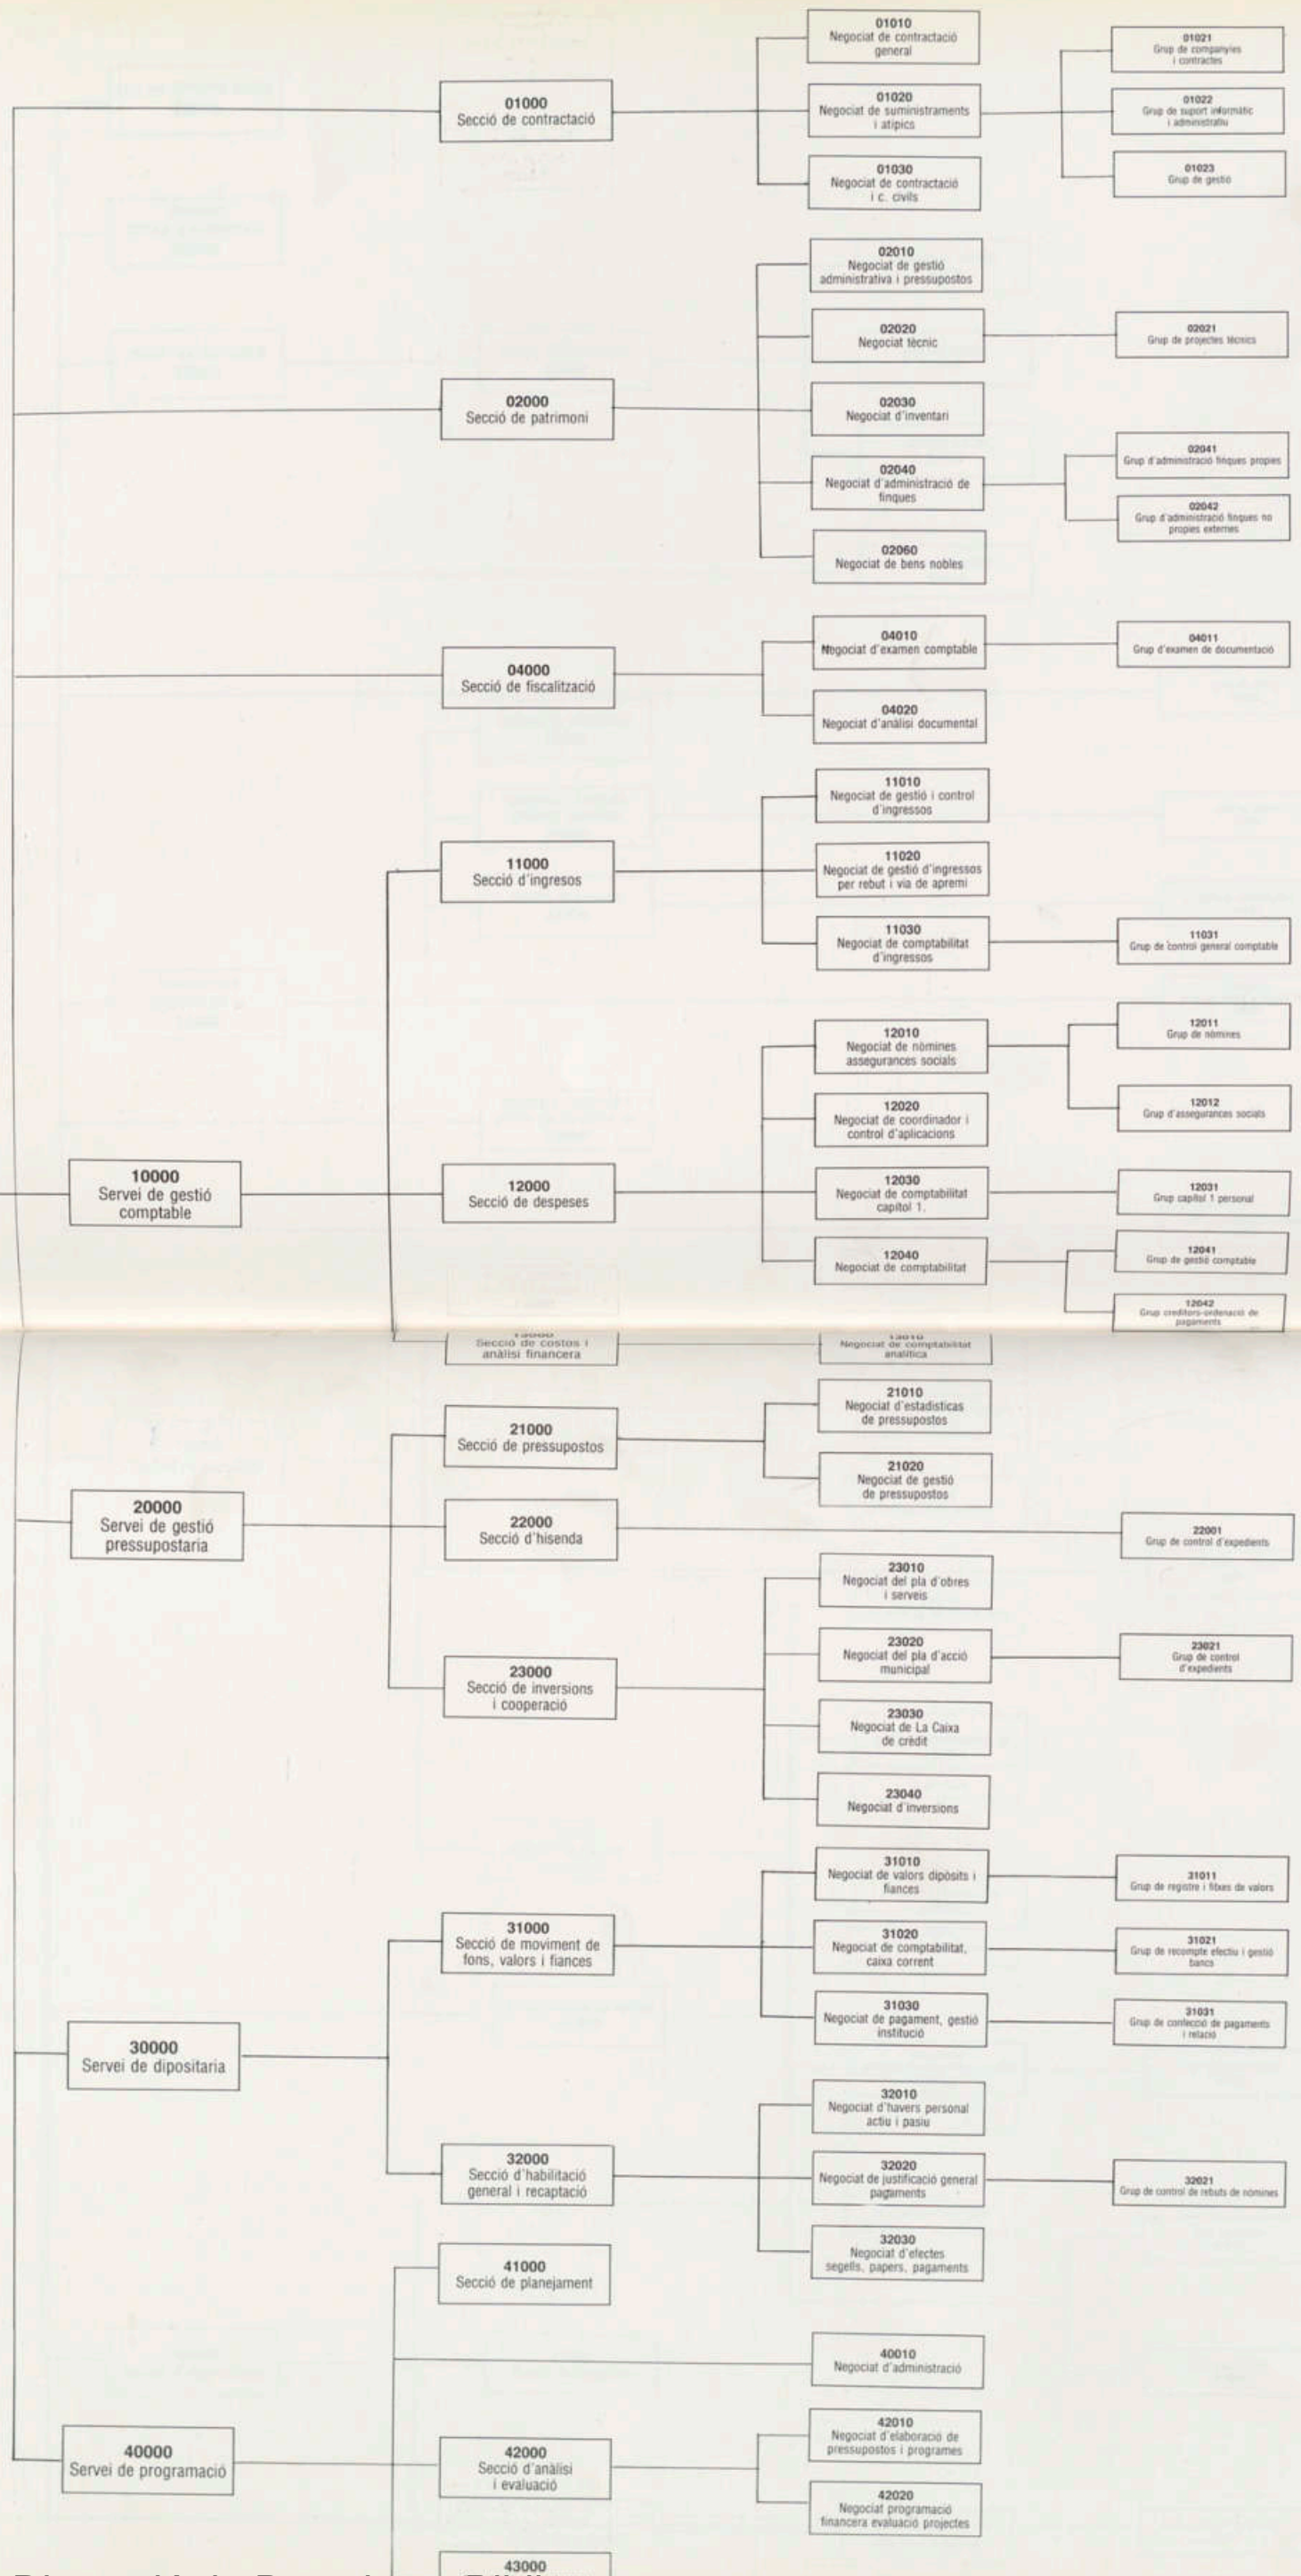 01010
Negociat de contractació
general
01021
Grup de companyies
i contractes
01000
Secció de contractació
01020
Negociat de suministraments
i atípics
01022
Grup de suport informàtic
i administratiu
01030
Negociat de contractació
i c. civils
01023
Grup de gestió
02010
Negociat de gestió
administrativa i pressupostos
02020
Negociat tècnic
02021
Grup de projectes tècnics
02000
Secció de patrimoni
02030
Negociat d'inventari
02040
Negociat d'administració de
finques
02041
Grup d'administració finques propies
02042
Grup d'administració finques no
propies externes
02060
Negociat de bens nobles
04000
Secció de fiscalització
04010
Negociat d'examen comptable
04011
Grup d'examen de documentació
04020
Negociat d'anàlisi documental
11010
Negociat de gestió i control
d'ingressos
11000
Secció d'ingresos
11020
Negociat de gestió d'ingressos
per rebut i via de apremi
11030
Negociat de comptabilitat
d'ingressos
11031
Grup de control general comptable
12010
Negociat de nòmines
assegurances socials
12011
Grup de nòmines
12012
Grup d'assegurances socials
12020
Negociat de coordinador i
control d'aplicacions
10000
Servei de gestió
comptable
12000
Secció de despeses
12030
Negociat de comptabilitat
capítol 1.
12031
Grup capítol 1 personal
12040
Negociat de comptabilitat
12041
Grup de gestió comptable
12042
Grup creditors-ordenació de
pagaments
13000
Secció de costos i
anàlisi financera
13010
Negociat de comptabilitat
analítica
21000
Secció de pressupostos
21010
Negociat d'estadísticas
de pressupostos
21020
Negociat de gestió
de pressupostos
20000
Servei de gestió
pressupostaria
22000
Secció d'hisenda
22001
Grup de control d'expedients
23010
Negociat del pla d'obres
i serveis
23000
Secció de inversions
i cooperació
23020
Negociat del pla d'acció
municipal
23021
Grup de control
d'expedients
23030
Negociat de La Caixa
de crèdit
23040
Negociat d'inversions
31010
Negociat de valors dipòsits i
fiances
31011
Grup de registre i fitxes de valors
31000
Secció de moviment de
fons, valors i fiances
31020
Negociat de comptabilitat,
caixa corrent
31021
Grup de recompte efectiu i gestió
bancs
31030
Negociat de pagament, gestió
institució
31031
Grup de confecció de pagaments
i relació
30000
Servei de dipositaria
32010
Negociat d'havers personal
actiu i pasiu
32000
Secció d'habilitació
general i recaptació
32020
Negociat de justificació general
pagaments
32021
Grup de control de rebuts de nòmines
32030
Negociat d'efectes
segells, papers, pagaments
41000
Secció de planejament
40010
Negociat d'administració
40000
Servei de programació
42000
Secció d'anàlisi
i evaluació
42010
Negociat d'elaboració de
pressupostos i programes
42020
Negociat programació
financera evaluació projectes
43000